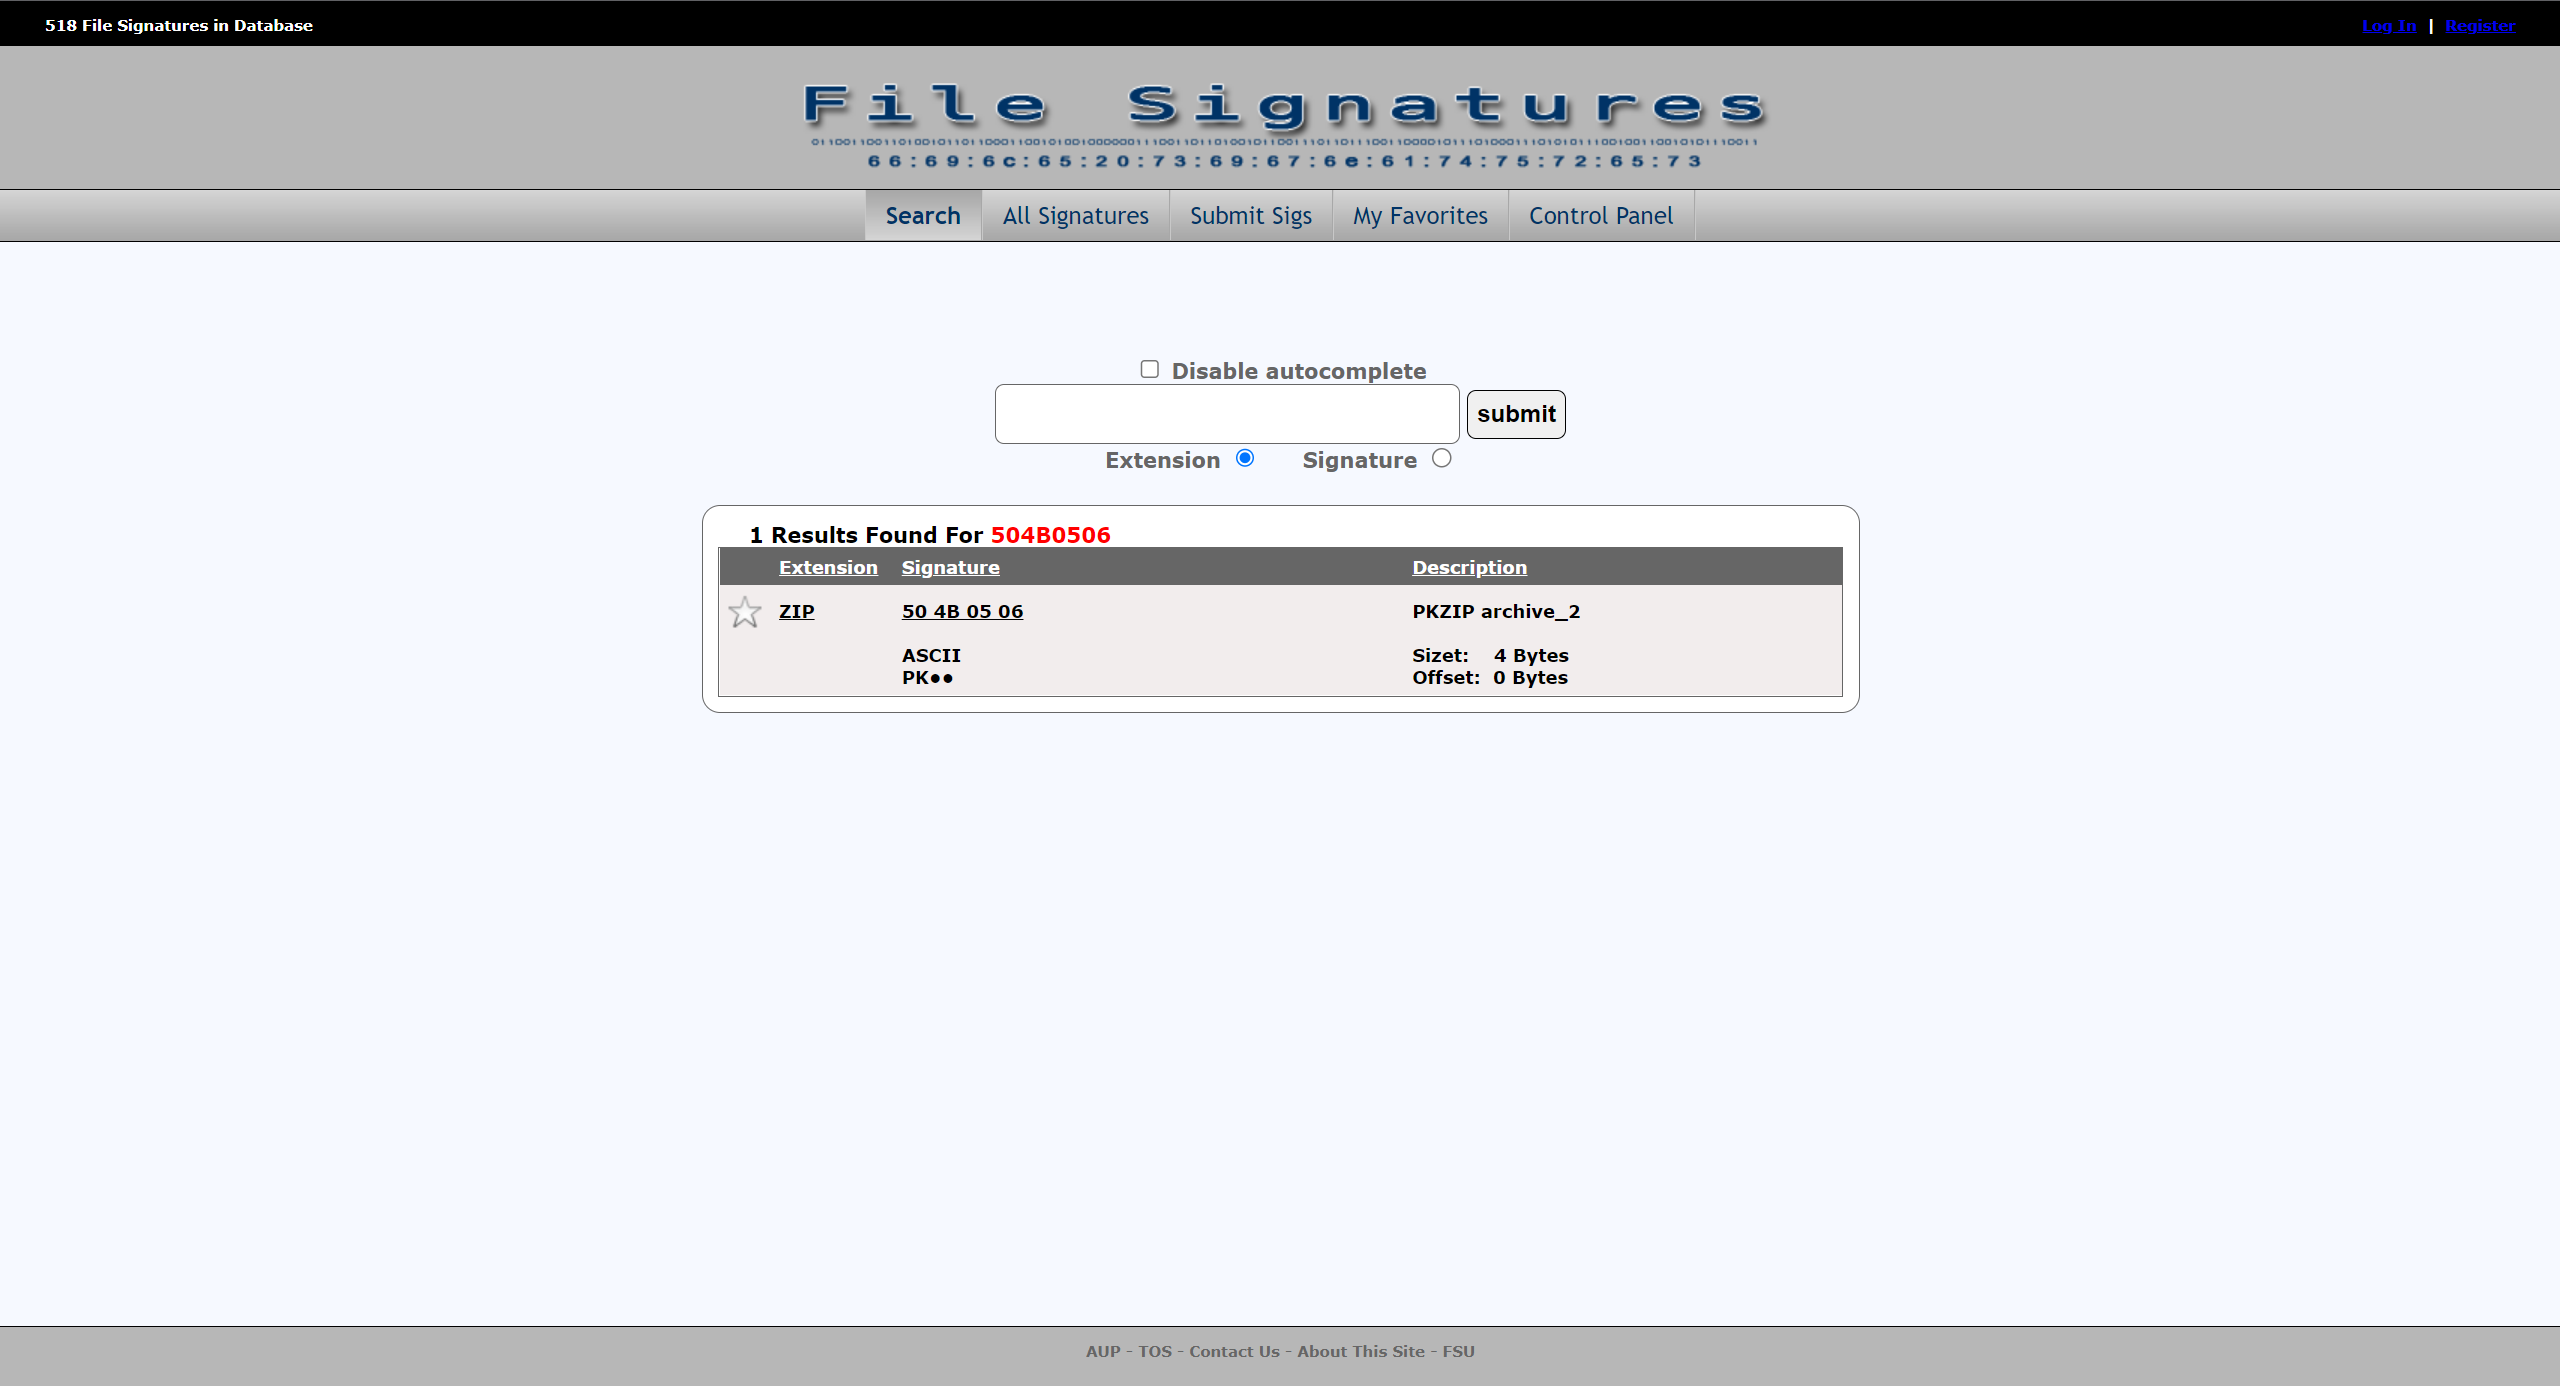 518 File Signatures in Database
Log In | Register
File Signatures
66:69:6c:65:20:73:69:67:6e:61:74:75:72:65:73
Search All Signatures Submit Sigs My Favorites Control Panel
Disable autocomplete
submit
Extension Signature
1 Results Found For 504B0506
Extension Signature Description
ZIP 50 4B 05 06 PKZIP archive_2
ASCII Sizet: 4 Bytes
PK●● Offset: 0 Bytes
AUP - TOS - Contact Us - About This Site - FSU